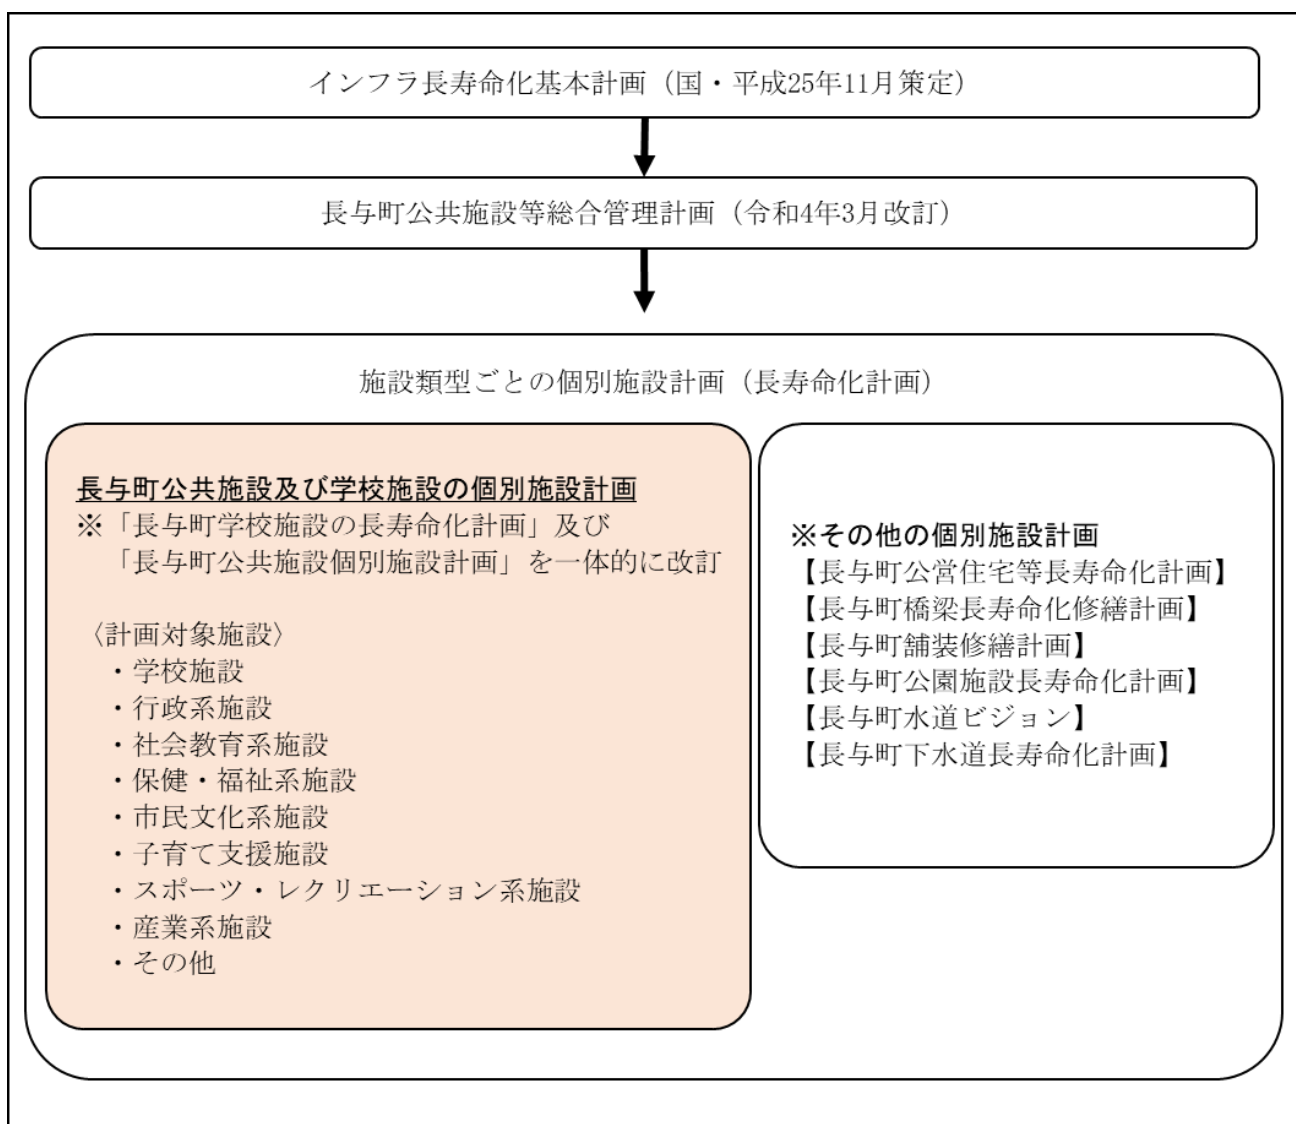 インフラ長寿命化基本計画（国・平成25年11月策定）
長与町公共施設等総合管理計画（令和4年3月改訂）
施設類型ごとの個別施設計画（長寿命化計画）
長与町公共施設及び学校施設の個別施設計画
※「長与町学校施設の長寿命化計画」及び
「長与町公共施設個別施設計画」を一体的に改訂
〈計画対象施設〉
・学校施設
・行政系施設
・社会教育系施設
・保健・福祉系施設
・市民文化系施設
・子育て支援施設
・スポーツ・レクリエーション系施設
・産業系施設
・その他
※その他の個別施設計画
【長与町公営住宅等長寿命化計画】
【長与町橋梁長寿命化修繕計画】
【長与町舗装修繕計画】
【長与町公園施設長寿命化計画】
【長与町水道ビジョン】
【長与町下水道長寿命化計画】